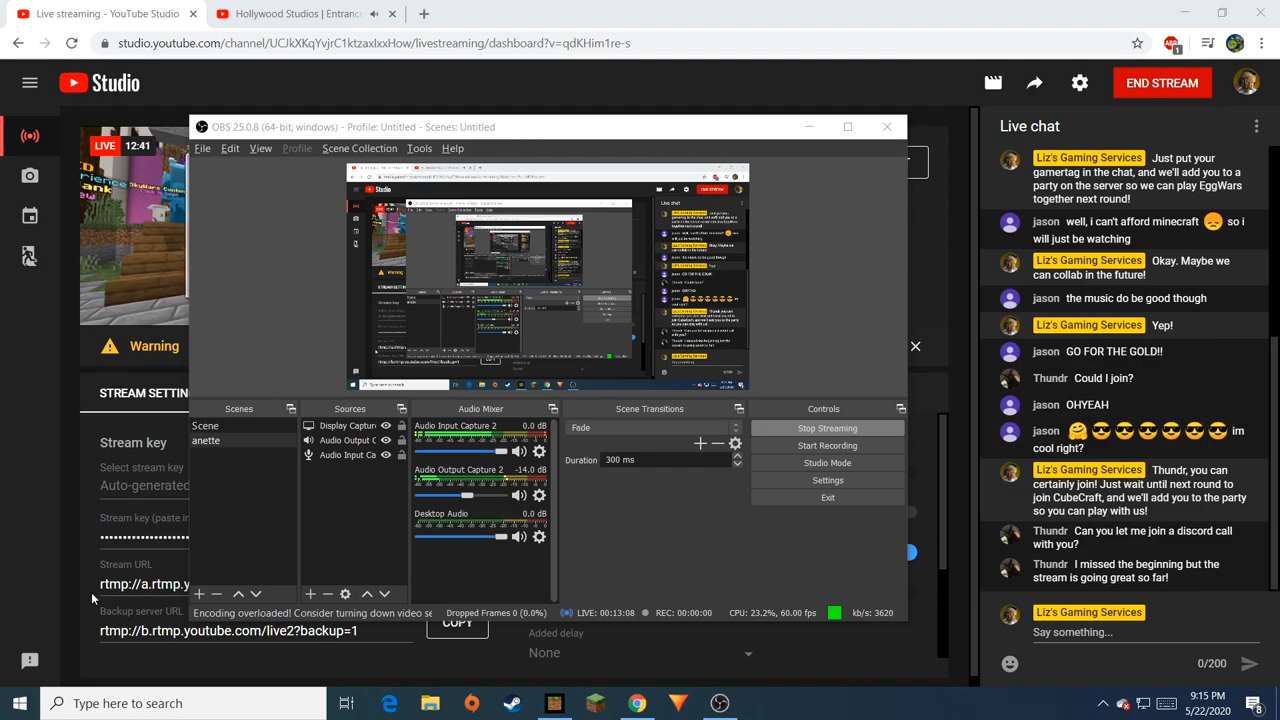 Live streaming - YouTube Studio
Hollywood Studios | Entranc
studio.youtube.com/channel/UCJkXKqYvjrC1ktzaxIxxHow/livestreaming/dashboard?v=qdKHim1re-s
1
Studio
END STREAM
LIVE 12:41
Warning
STREAM SETTIN
Stream key
Select stream key
Auto-generated
Stream key (paste in
Stream URL
rtmp://a.rtmp.y
Backup server URL
rtmp://b.rtmp.youtube.com/live2?backup=1
COPY
Added delay
None
OBS 25.0.8 (64-bit, windows) - Profile: Untitled - Scenes: Untitled
File Edit View Profile Scene Collection Tools Help
Scenes
Scene
anette
Sources
Display Capture
Audio Output C
Audio Input Ca
Audio Mixer
Audio Input Capture 2 0.0 dB
Audio Output Capture 2 -14.0 dB
Desktop Audio 0.0 dB
Scene Transitions
Fade
Duration 300 ms
Controls
Stop Streaming
Start Recording
Studio Mode
Settings
Exit
Encoding overloaded! Consider turning down video se
Dropped Frames 0 (0.0%)
LIVE: 00:13:08
REC: 00:00:00
CPU: 23.2%, 60.00 fps
kb/s: 3620
Live chat
Liz's Gaming Services Just put your
gamertag in the chat, and we'll add you to a
party on the server so we can play EggWars
together next round!
jason well, i can't afford minecraft 😞 so i
will just be watching
Liz's Gaming Services Okay. Maybe we
can collab in the future!
jason the music do be good though
Liz's Gaming Services Yep!
jason GO FOR THE GOLD!!
Thundr Could I join?
jason OHYEAH
jason 🤗 😎 😎 😎 😎 😎 😎 im
cool right?
Liz's Gaming Services Thundr, you can
certainly join! Just wait until next round to
join CubeCraft, and we'll add you to the party
so you can play with us!
Thundr Can you let me join a discord call
with you?
Thundr I missed the beginning but the
stream is going great so far!
Liz's Gaming Services
Say something...
0/200
Type here to search
9:15 PM
5/22/2020
8